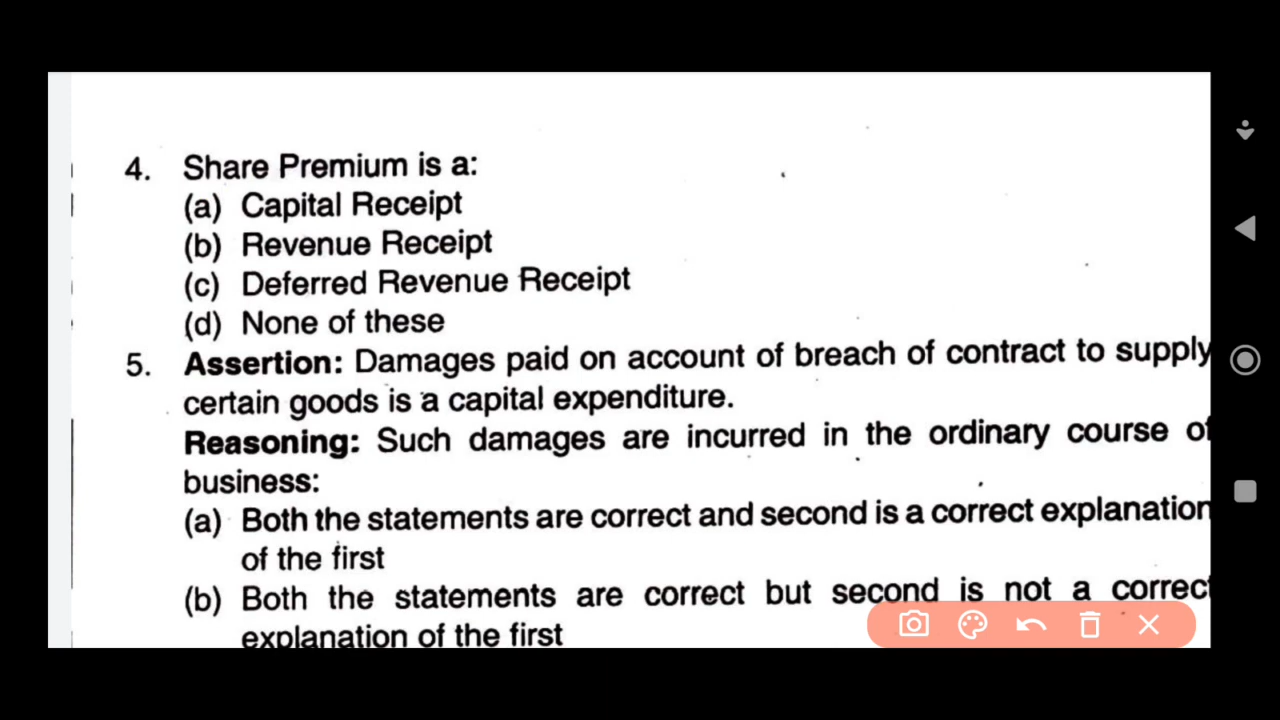 4. Share Premium is a:
(a) Capital Receipt
(b) Revenue Receipt
(c) Deferred Revenue Receipt
(d) None of these
5. Assertion: Damages paid on account of breach of contract to supply
certain goods is a capital expenditure.
Reasoning: Such damages are incurred in the ordinary course of
business:
(a) Both the statements are correct and second is a correct explanation
of the first
(b) Both the statements are correct but second is not a correct
explanation of the first